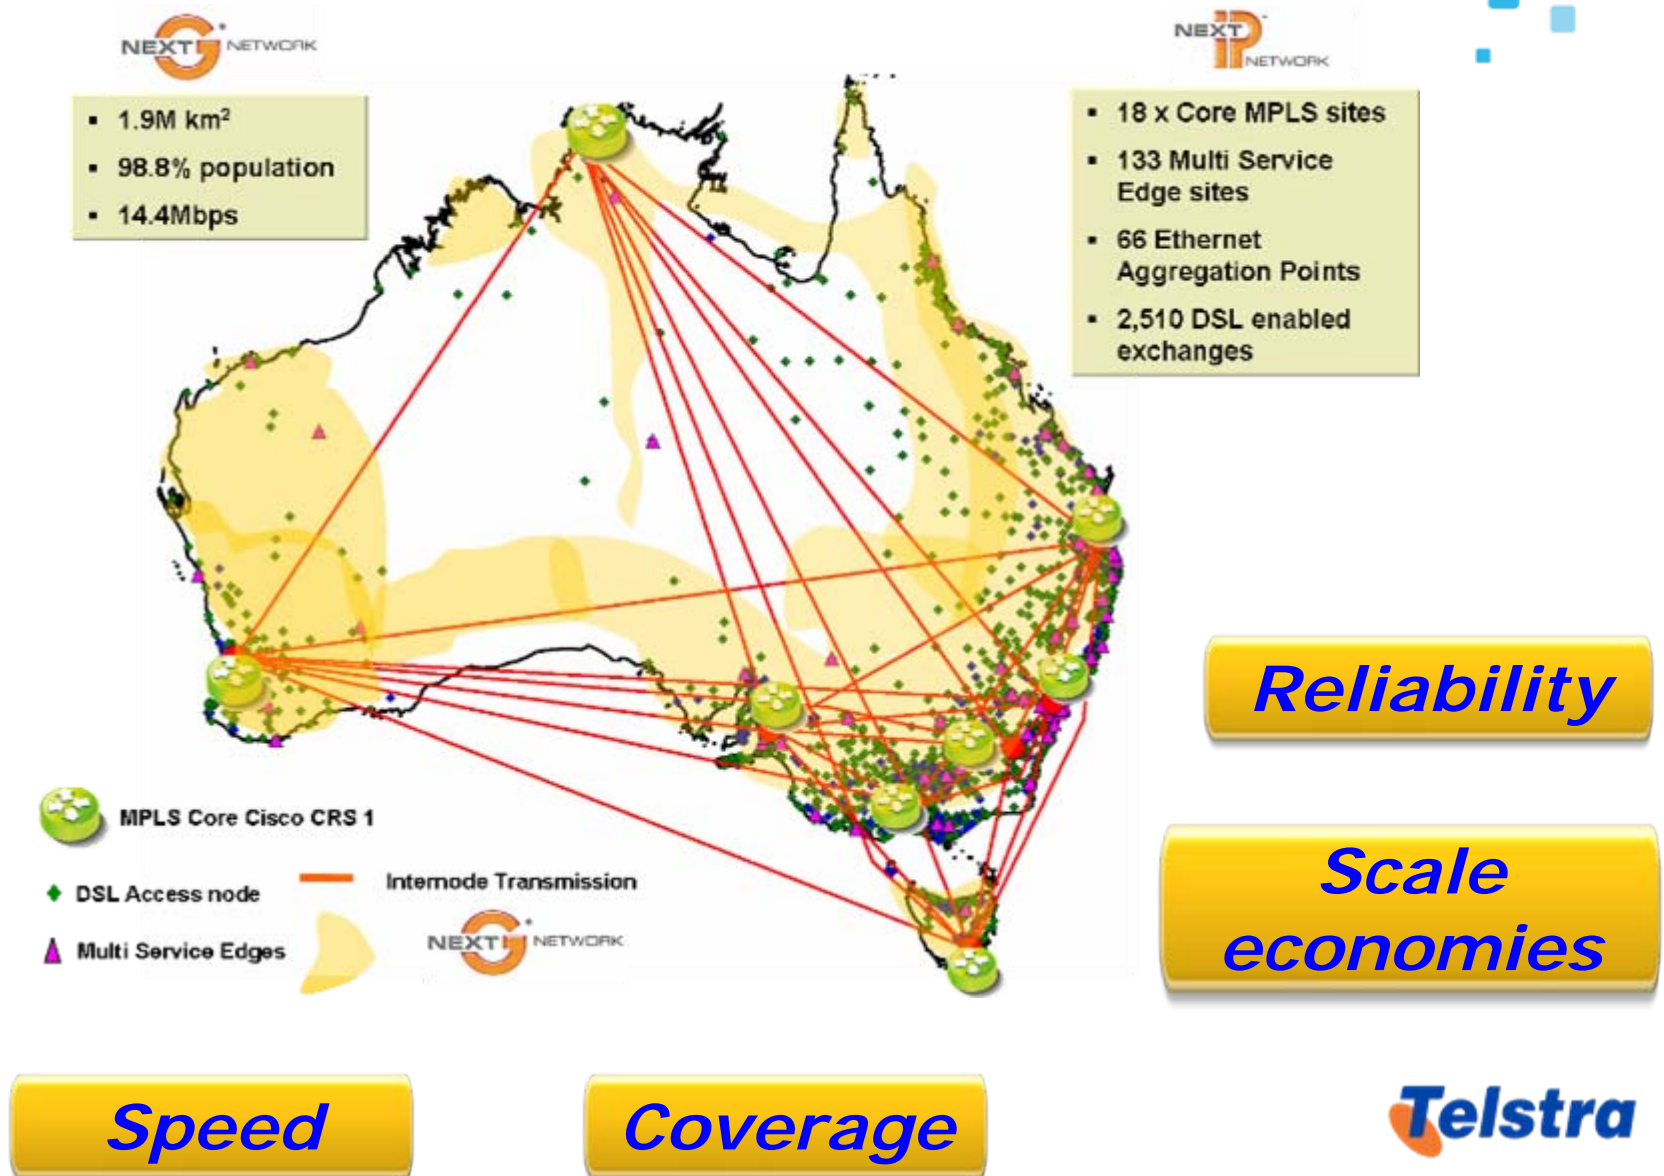 NEXT G NETWORK
1.9M km²
98.8% population
14.4Mbps
NEXT IP NETWORK
18 x Core MPLS sites
133 Multi Service
Edge sites
66 Ethernet
Aggregation Points
2,510 DSL enabled
exchanges
Reliability
MPLS Core Cisco CRS 1
DSL Access node
Internode Transmission
Multi Service Edges
NEXT G NETWORK
Scale
economies
Speed
Coverage
Telstra